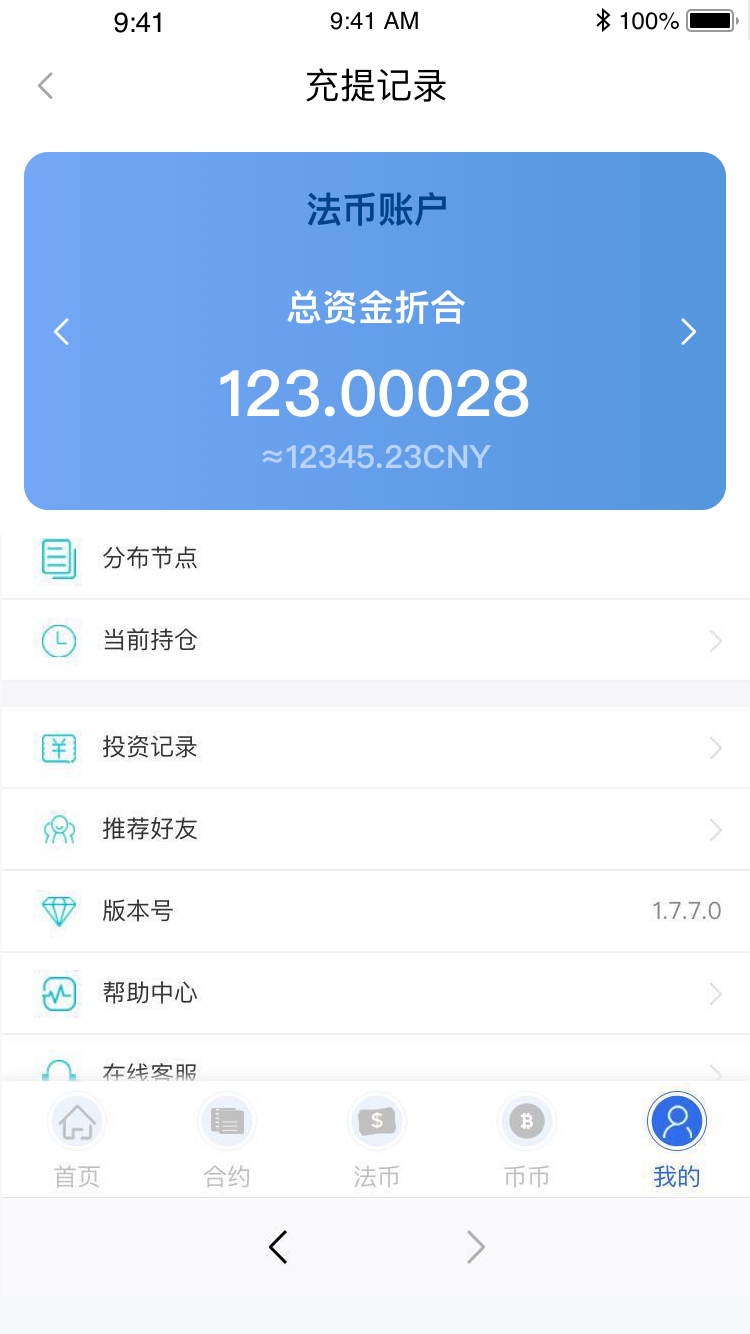 9:41 9:41 AM 100%
充提记录
法币账户
总资金折合
123.00028
≈12345.23CNY
分布节点
当前持仓
投资记录
推荐好友
版本号 1.7.7.0
帮助中心
在线客服
首页 合约 法币 币币 我的